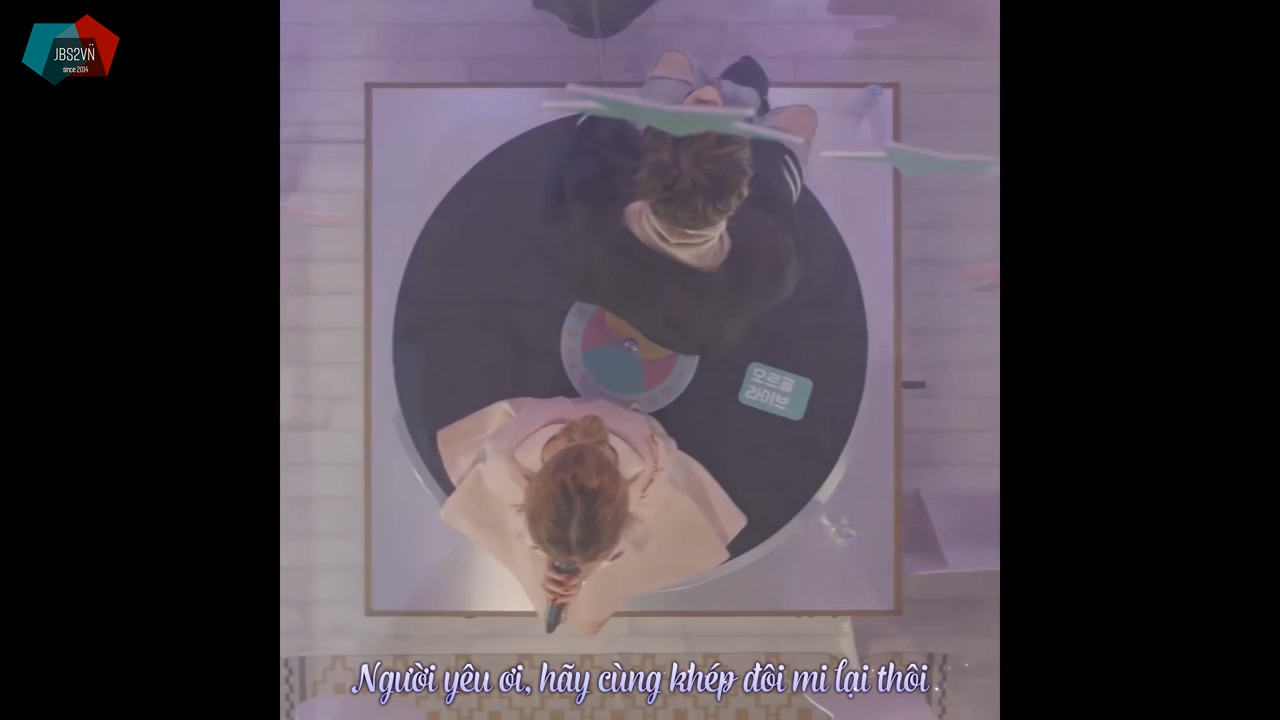 JBS2VN
since 2014
오르골
라이브
Người yêu ơi, hãy cùng khép đôi mi lại thôi